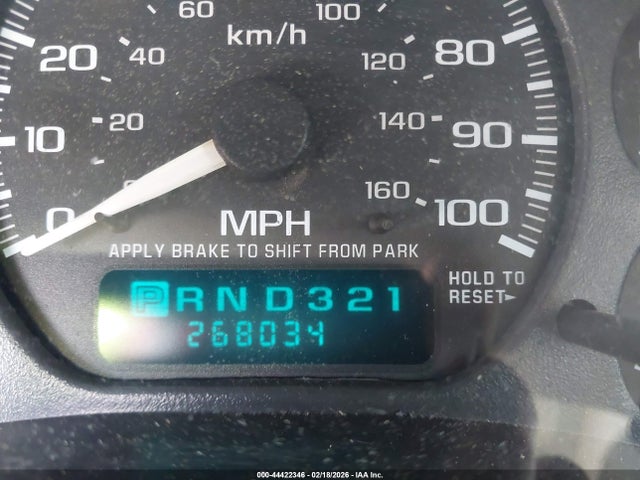 60
100
km/h
20
40
80
120
10
20
140
90
0
160
100
MPH
APPLY BRAKE TO SHIFT FROM PARK
HOLD TO
RESET
PRND321
268034
000-44422346 - 02/18/2026 - IAA Inc.